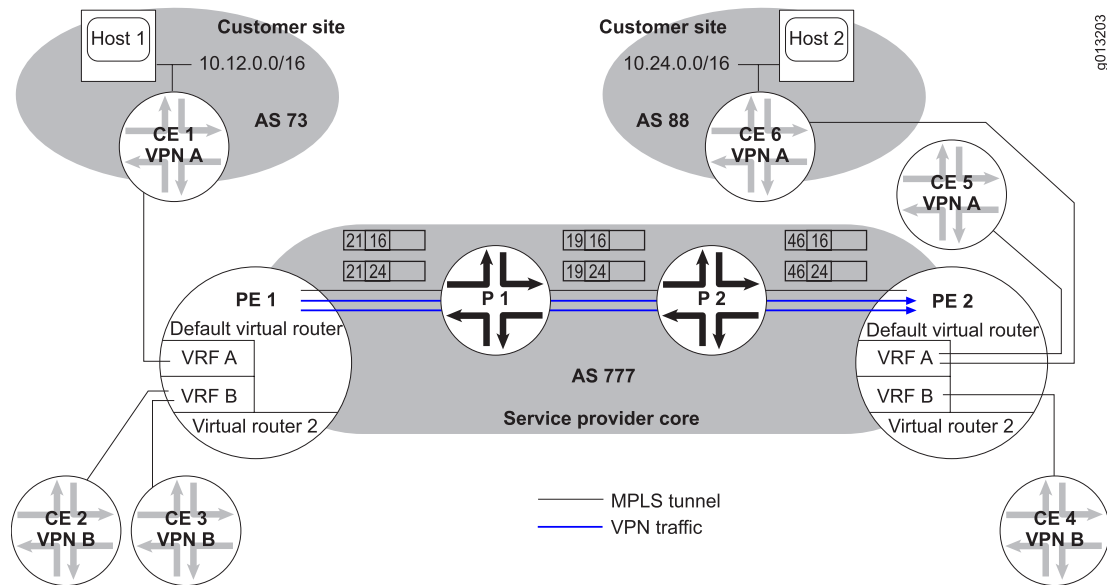 Host 1
Customer site
10.12.0.0/16
AS 73
CE 1
VPN A
Customer site
Host 2
10.24.0.0/16
AS 88
CE 6
VPN A
g013203
CE 5
VPN A
21 16
19 16
46 16
21 24
19 24
46 24
PE 1
P 1
P 2
PE 2
Default virtual router
Default virtual router
VRF A
VRF A
AS 777
VRF B
VRF B
Service provider core
Virtual router 2
Virtual router 2
CE 2
VPN B
CE 3
VPN B
MPLS tunnel
VPN traffic
CE 4
VPN B